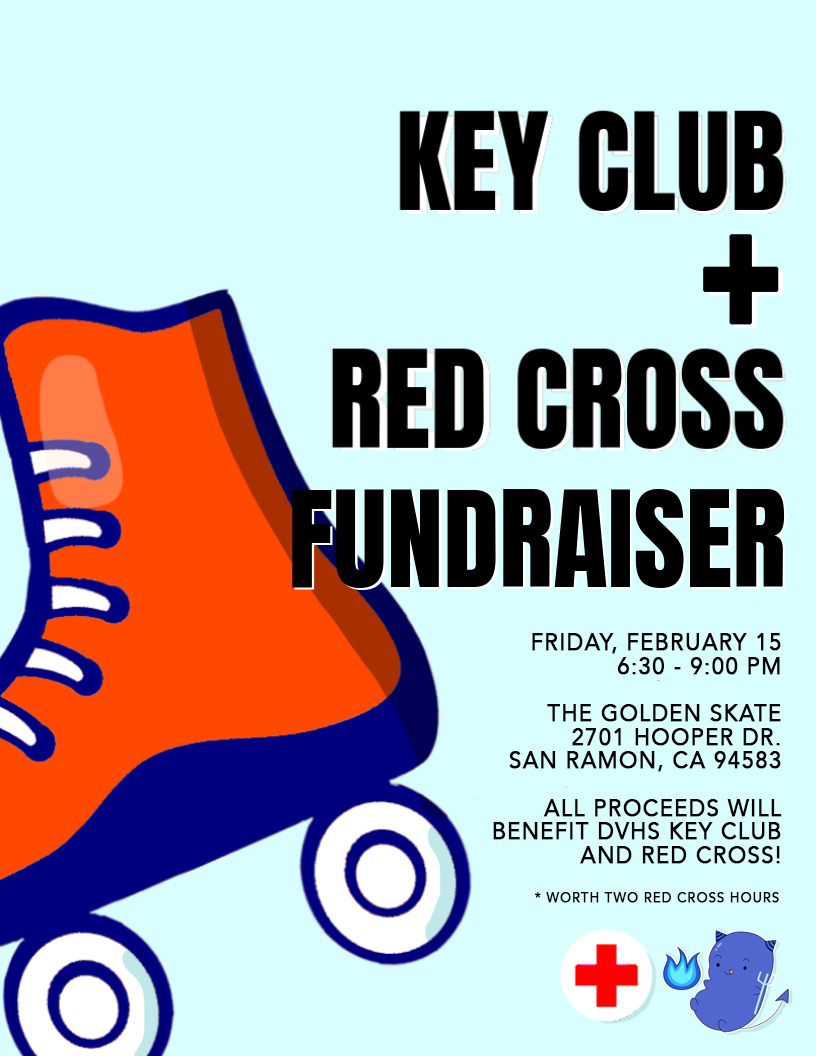 KEY CLUB
+
RED CROSS
FUNDRAISER
FRIDAY, FEBRUARY 15
6:30 - 9:00 PM
THE GOLDEN SKATE
2701 HOOPER DR.
SAN RAMON, CA 94583
ALL PROCEEDS WILL
BENEFIT DVHS KEY CLUB
AND RED CROSS!
* WORTH TWO RED CROSS HOURS